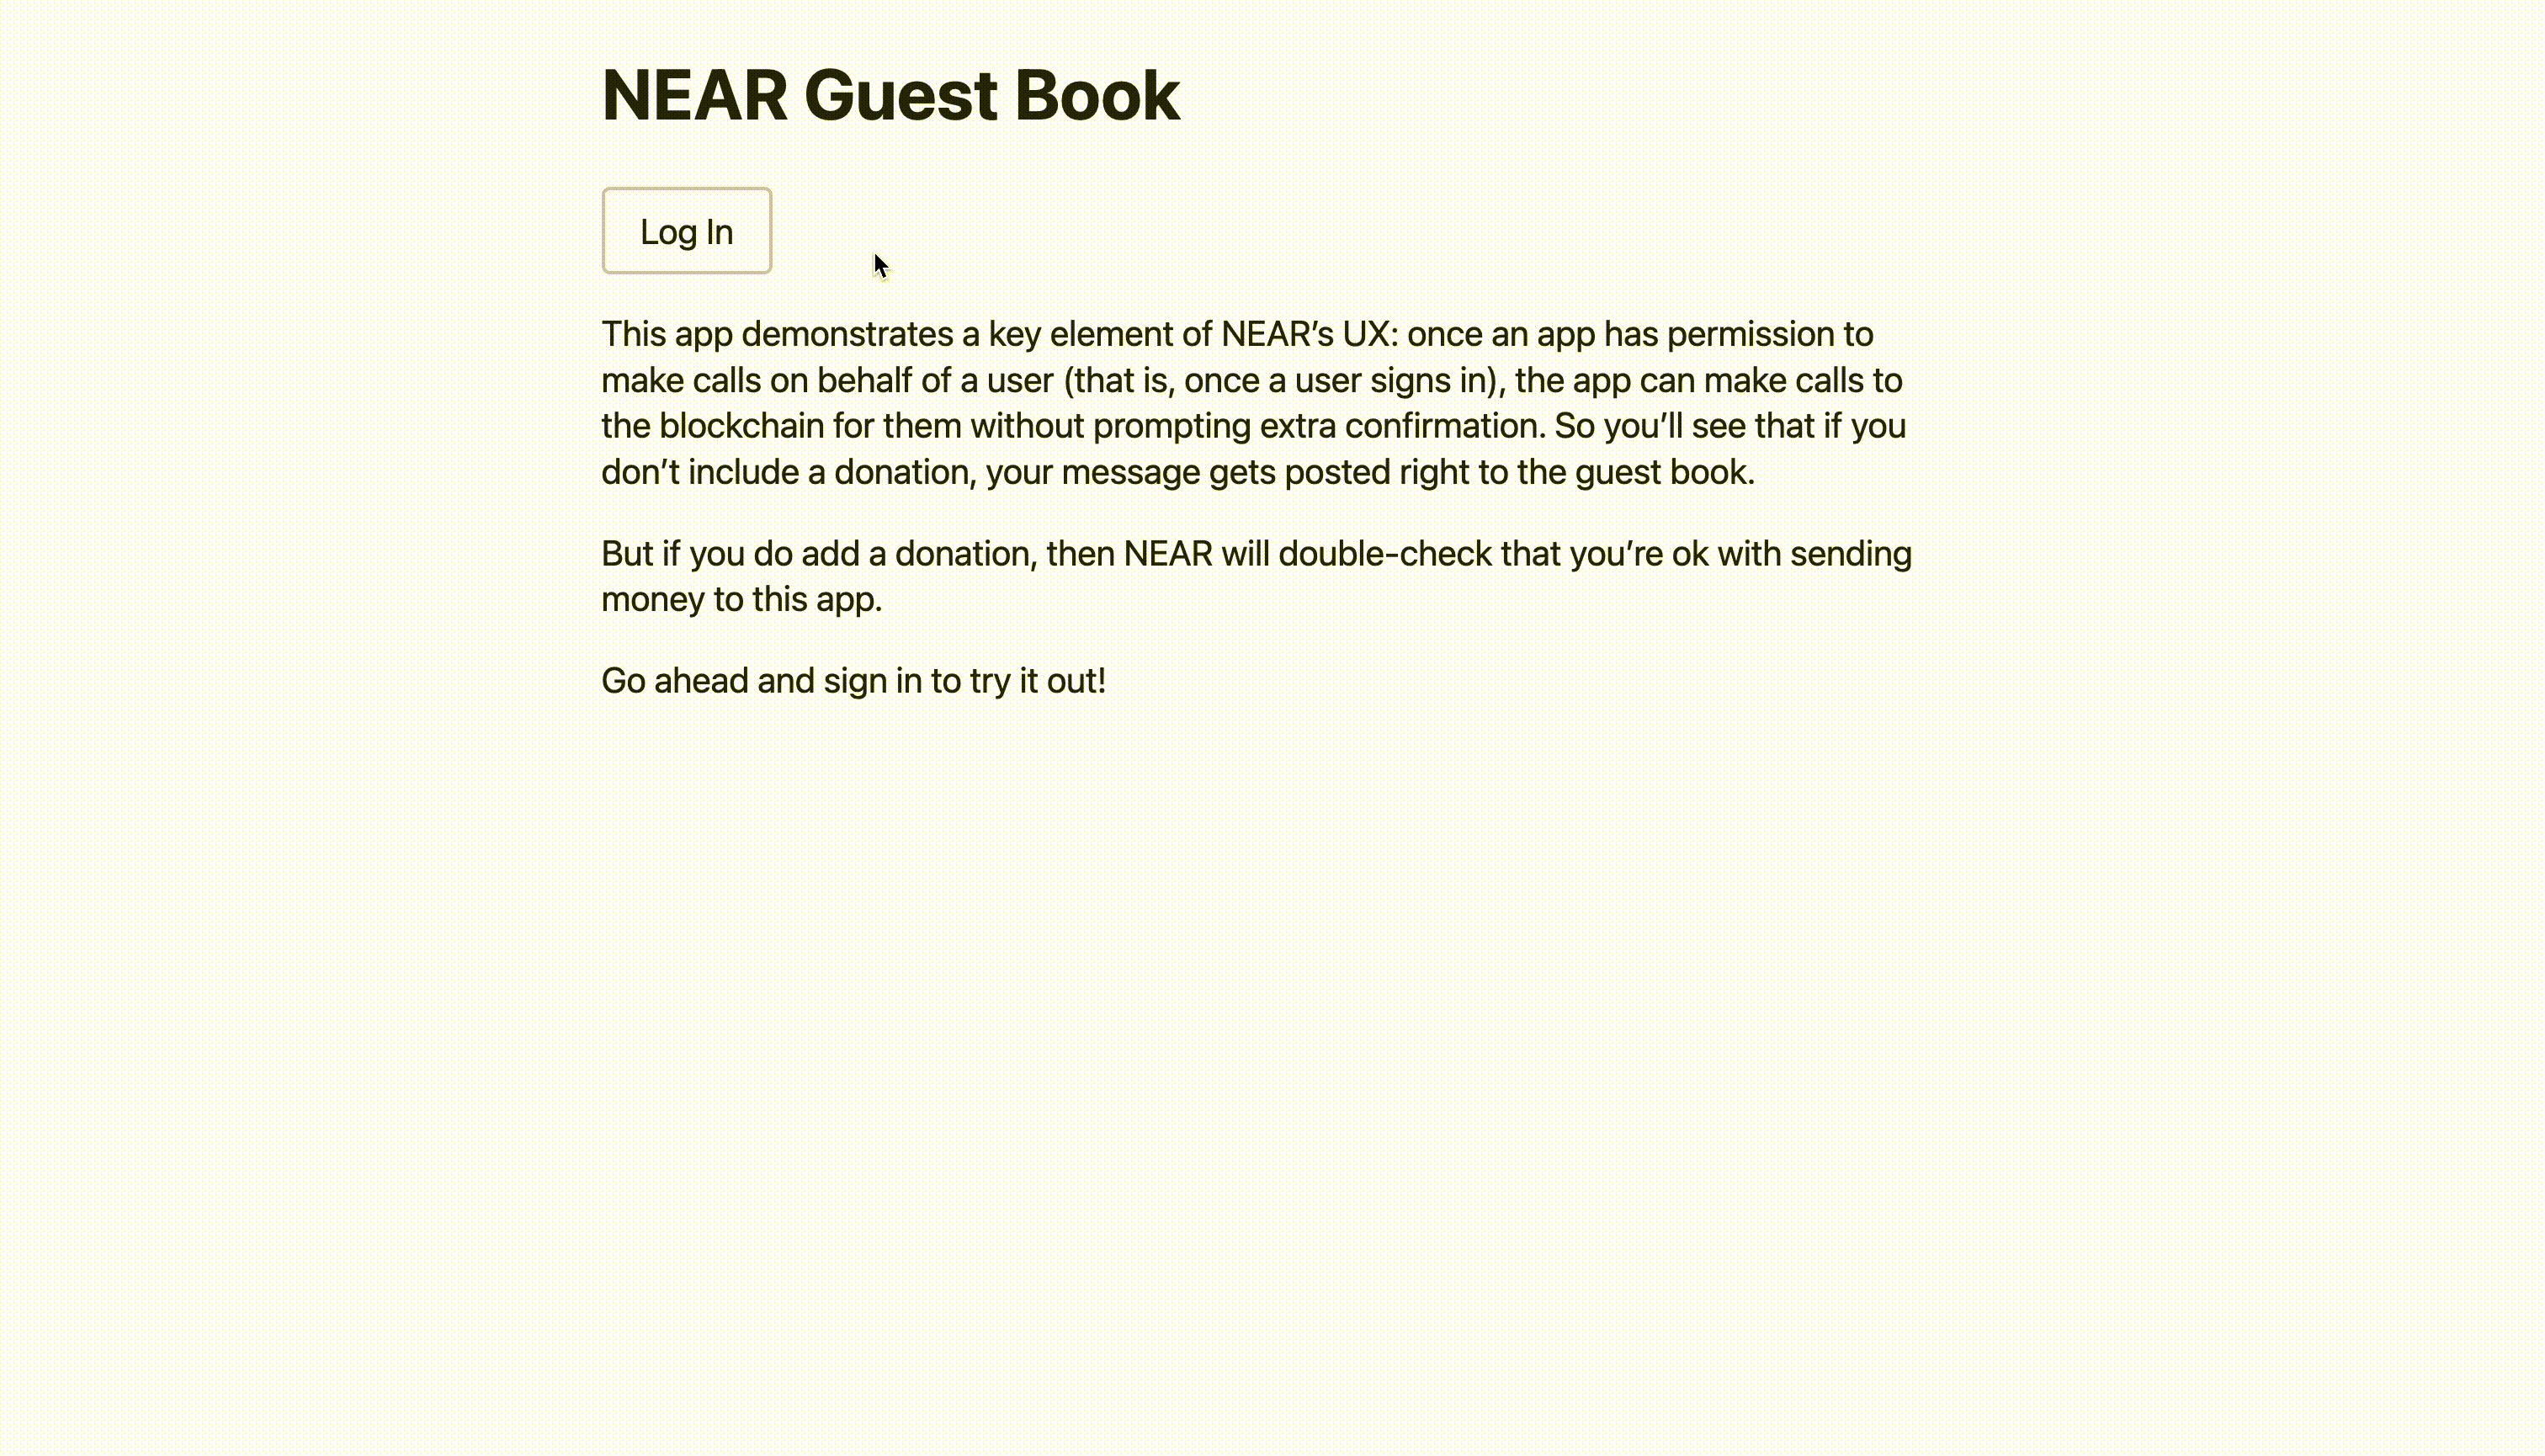 NEAR Guest Book
Log In
This app demonstrates a key element of NEAR’s UX: once an app has permission to
make calls on behalf of a user (that is, once a user signs in), the app can make calls to
the blockchain for them without prompting extra confirmation. So you’ll see that if you
don’t include a donation, your message gets posted right to the guest book.
But if you do add a donation, then NEAR will double-check that you’re ok with sending
money to this app.
Go ahead and sign in to try it out!